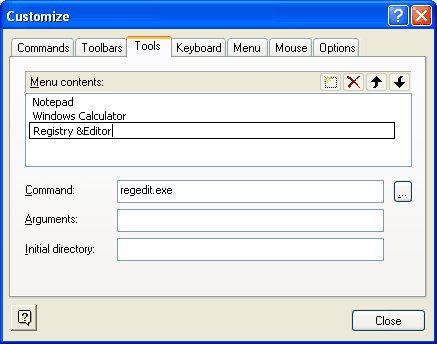 Customize
Commands Toolbars Tools Keyboard Menu Mouse Options
Menu contents:
Notepad
Windows Calculator
Registry &Editor
Command: regedit.exe ...
Arguments:
Initial directory:
Close